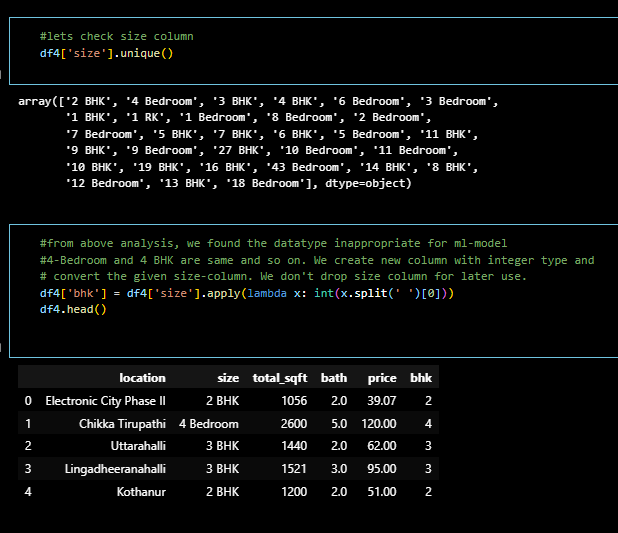 #lets check size column
df4['size'].unique()
array(['2 BHK', '4 Bedroom', '3 BHK', '4 BHK', '6 Bedroom', '3 Bedroom',
'1 BHK', '1 RK', '1 Bedroom', '8 Bedroom', '2 Bedroom',
'7 Bedroom', '5 BHK', '7 BHK', '6 BHK', '5 Bedroom', '11 BHK',
'9 BHK', '9 Bedroom', '27 BHK', '10 Bedroom', '11 Bedroom',
'10 BHK', '19 BHK', '16 BHK', '43 Bedroom', '14 BHK', '8 BHK',
'12 Bedroom', '13 BHK', '18 Bedroom'], dtype=object)
#from above analysis, we found the datatype inappropriate for ml-model
#4-Bedroom and 4 BHK are same and so on. We create new column with integer type and
# convert the given size-column. We don't drop size column for later use.
df4['bhk'] = df4['size'].apply(lambda x: int(x.split(' ')[0]))
df4.head()
location size total_sqft bath price bhk
0 Electronic City Phase II 2 BHK 1056 2.0 39.07 2
1 Chikka Tirupathi 4 Bedroom 2600 5.0 120.00 4
2 Uttarahalli 3 BHK 1440 2.0 62.00 3
3 Lingadheeranahalli 3 BHK 1521 3.0 95.00 3
4 Kothanur 2 BHK 1200 2.0 51.00 2